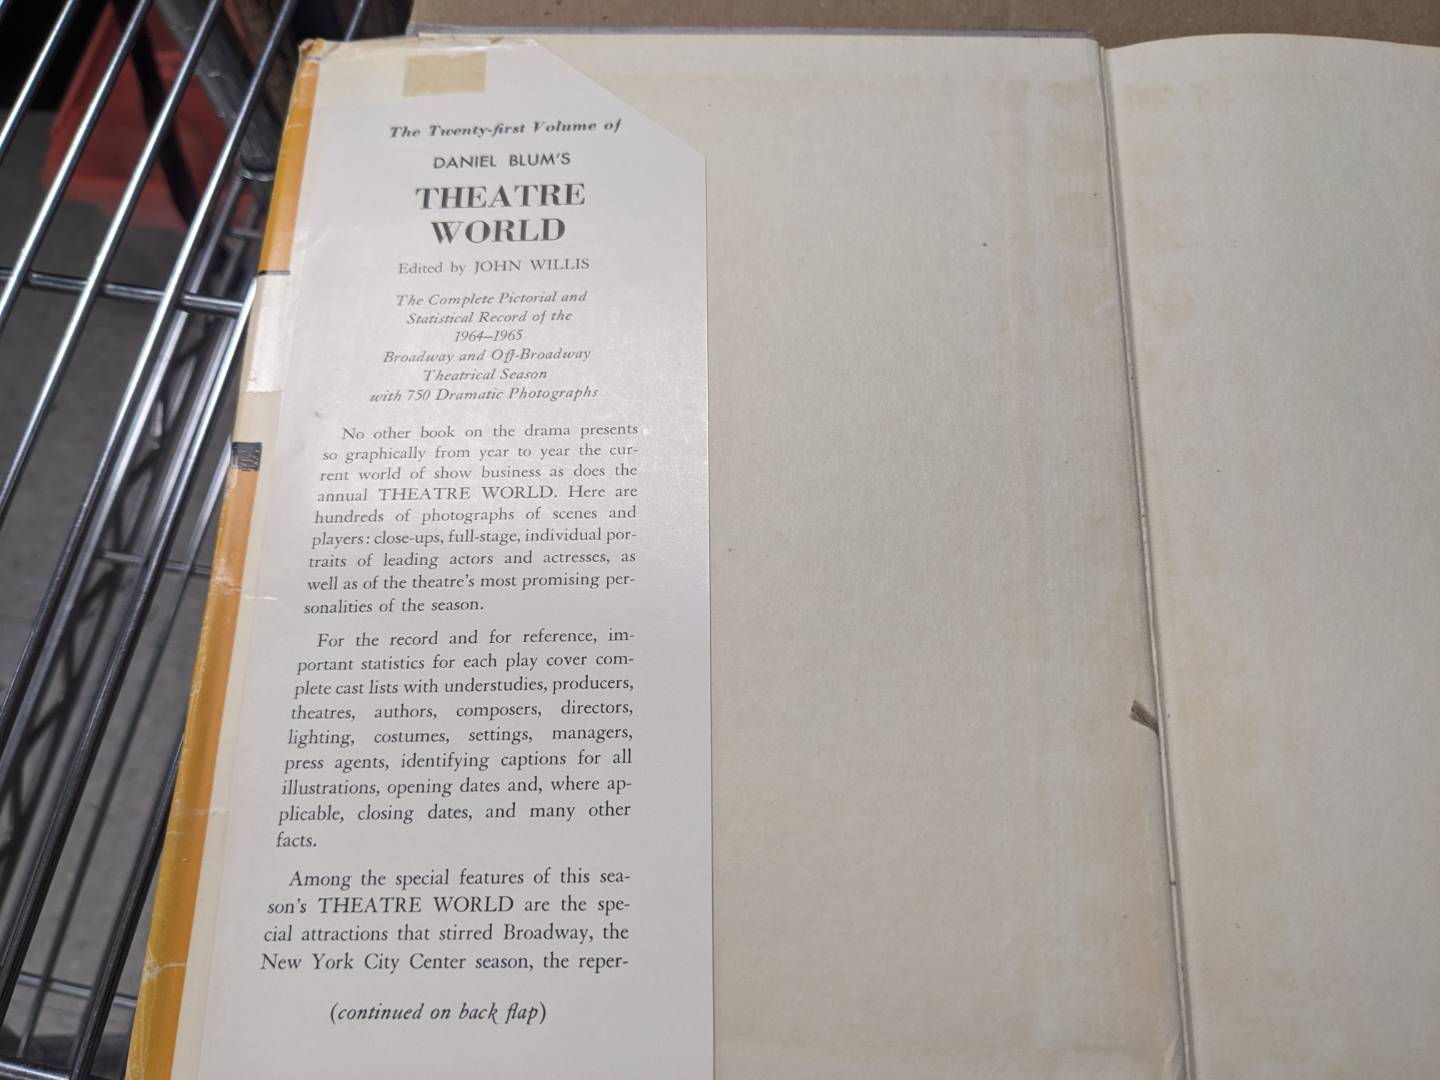 The Twenty-first Volume of
DANIEL BLUM'S
THEATRE
WORLD
Edited by JOHN WILLIS
The Complete Pictorial and
Statistical Record of the
1964–1965
Broadway and Off-Broadway
Theatrical Season
with 750 Dramatic Photographs
No other book on the drama presents
so graphically from year to year the cur-
rent world of show business as does the
annual THEATRE WORLD. Here are
hundreds of photographs of scenes and
players: close-ups, full-stage, individual por-
traits of leading actors and actresses, as
well as of the theatre's most promising per-
sonalities of the season.
For the record and for reference, im-
portant statistics for each play cover com-
plete cast lists with understudies, producers,
theatres, authors, composers, directors,
lighting, costumes, settings, managers,
press agents, identifying captions for all
illustrations, opening dates and, where ap-
plicable, closing dates, and many other
facts.
Among the special features of this sea-
son's THEATRE WORLD are the spe-
cial attractions that stirred Broadway, the
New York City Center season, the reper-
(continued on back flap)